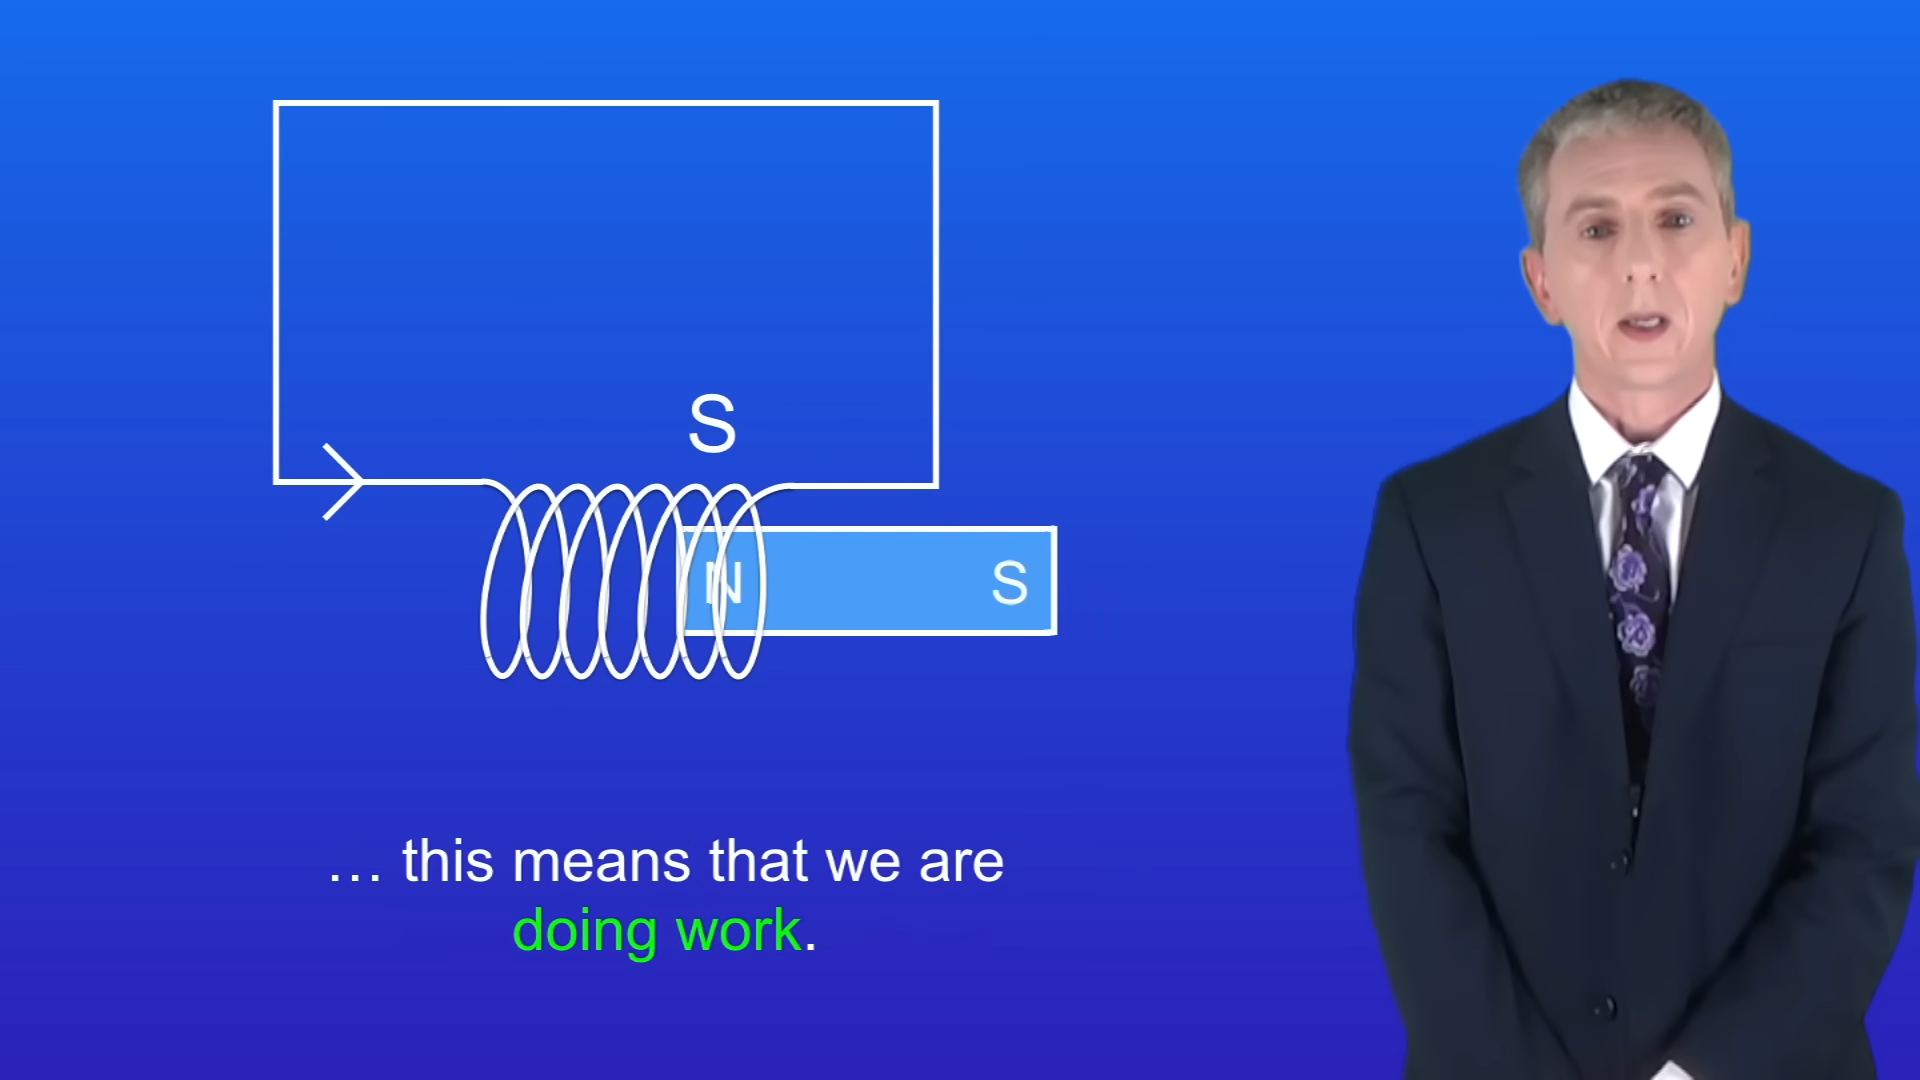 S
N S
… this means that we are
doing work.